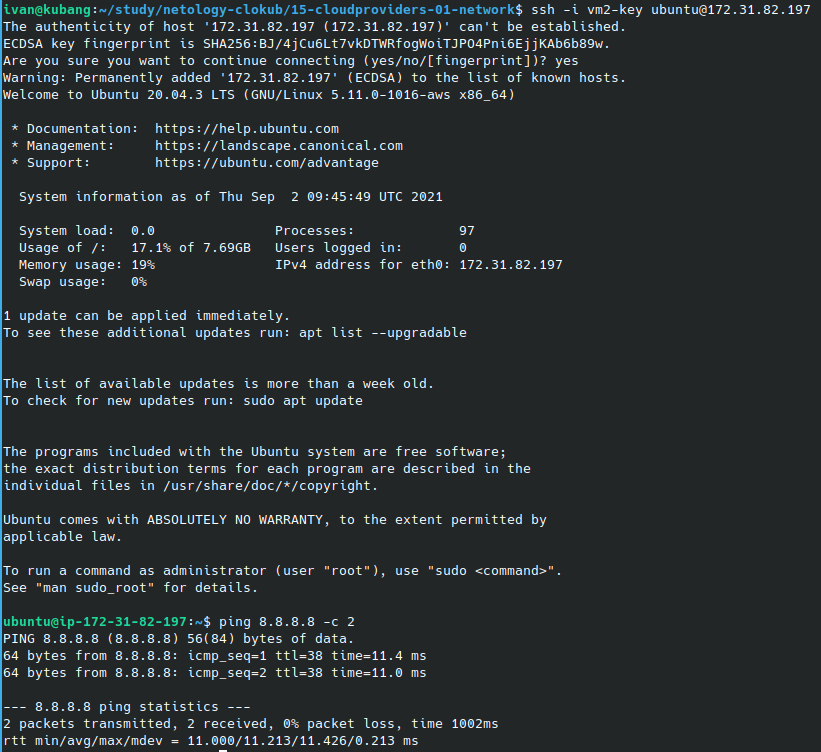 ivan@kubang:~/study/netology-clokub/15-cloudproviders-01-network$ ssh -i vm2-key ubuntu@172.31.82.197
The authenticity of host '172.31.82.197 (172.31.82.197)' can't be established.
ECDSA key fingerprint is SHA256:BJ/4jCu6Lt7vkDTWRfogWoiTJPO4Pni6EjjKAb6b89w.
Are you sure you want to continue connecting (yes/no/[fingerprint])? yes
Warning: Permanently added '172.31.82.197' (ECDSA) to the list of known hosts.
Welcome to Ubuntu 20.04.3 LTS (GNU/Linux 5.11.0-1016-aws x86_64)

 * Documentation:  https://help.ubuntu.com
 * Management:     https://landscape.canonical.com
 * Support:        https://ubuntu.com/advantage

  System information as of Thu Sep  2 09:45:49 UTC 2021

  System load:  0.0               Processes:             97
  Usage of /:   17.1% of 7.69GB   Users logged in:       0
  Memory usage: 19%               IPv4 address for eth0: 172.31.82.197
  Swap usage:   0%

1 update can be applied immediately.
To see these additional updates run: apt list --upgradable

The list of available updates is more than a week old.
To check for new updates run: sudo apt update

The programs included with the Ubuntu system are free software;
the exact distribution terms for each program are described in the
individual files in /usr/share/doc/*/copyright.

Ubuntu comes with ABSOLUTELY NO WARRANTY, to the extent permitted by
applicable law.

To run a command as administrator (user "root"), use "sudo <command>".
See "man sudo_root" for details.

ubuntu@ip-172-31-82-197:~$ ping 8.8.8.8 -c 2
PING 8.8.8.8 (8.8.8.8) 56(84) bytes of data.
64 bytes from 8.8.8.8: icmp_seq=1 ttl=38 time=11.4 ms
64 bytes from 8.8.8.8: icmp_seq=2 ttl=38 time=11.0 ms

--- 8.8.8.8 ping statistics ---
2 packets transmitted, 2 received, 0% packet loss, time 1002ms
rtt min/avg/max/mdev = 11.000/11.213/11.426/0.213 ms